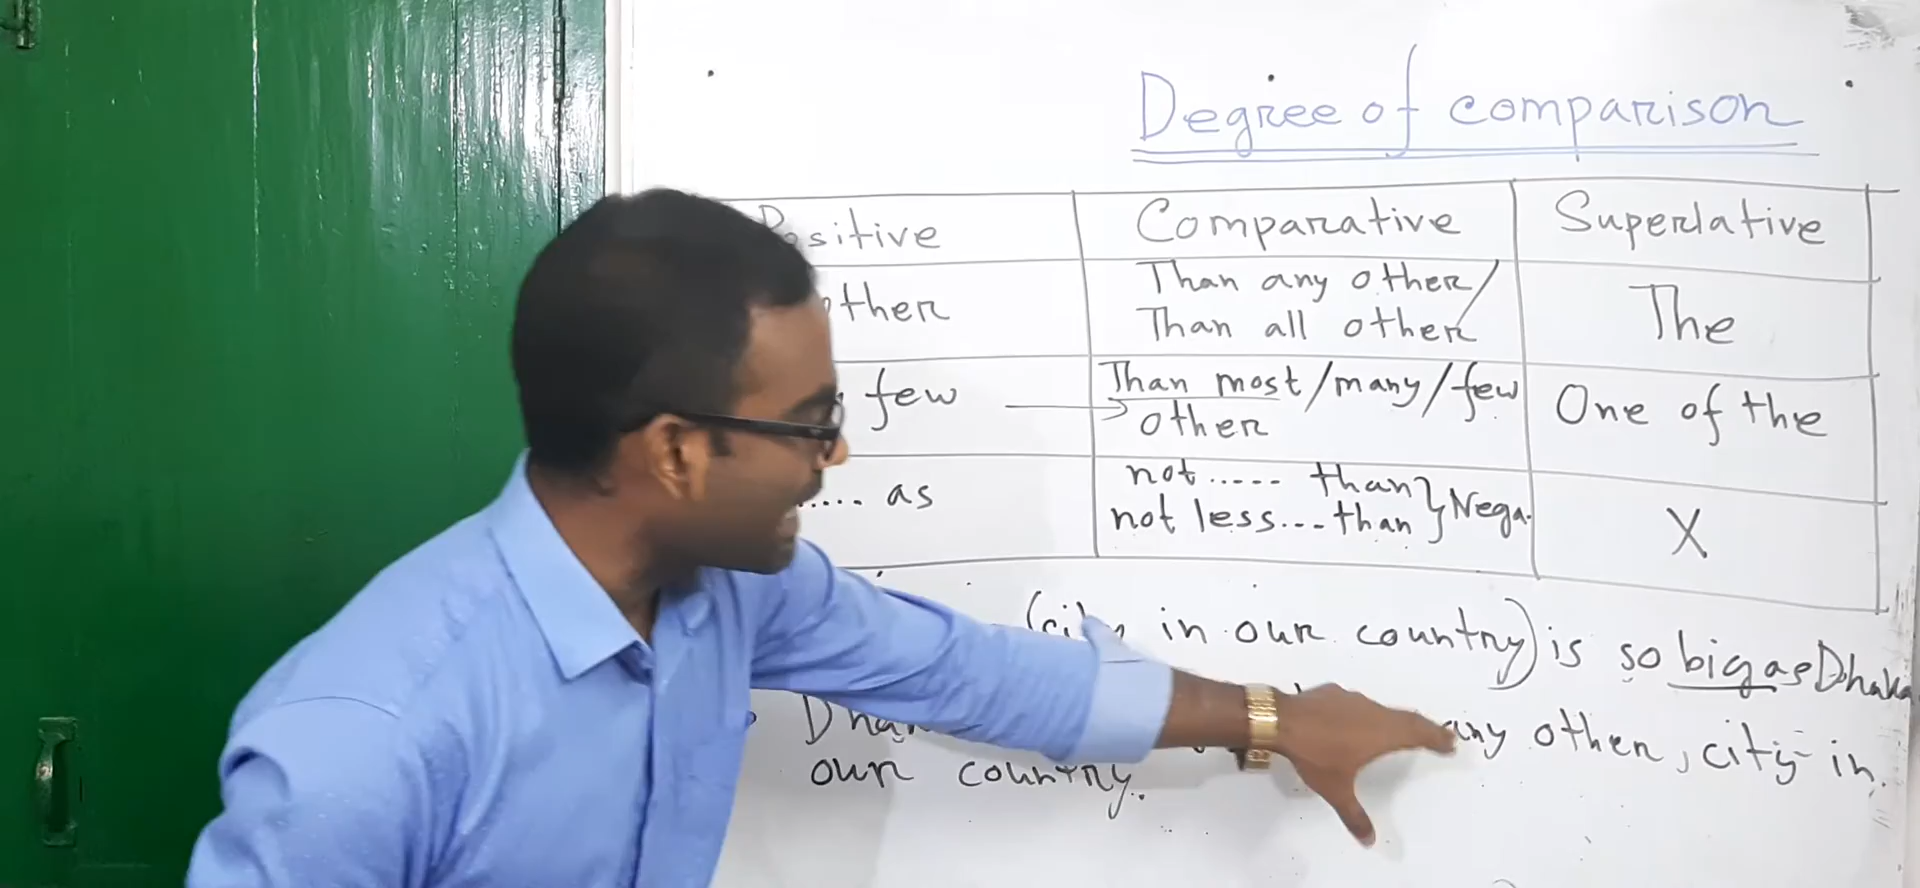 Degree of comparison
Positive Comparative Superlative
other Than any other/ The
Than all other
few Than most/many/few One of the
other
..... as not ..... than } Nega. X
not less...than
(city in our country) is so big as Dhaka
any other, city in
our country.